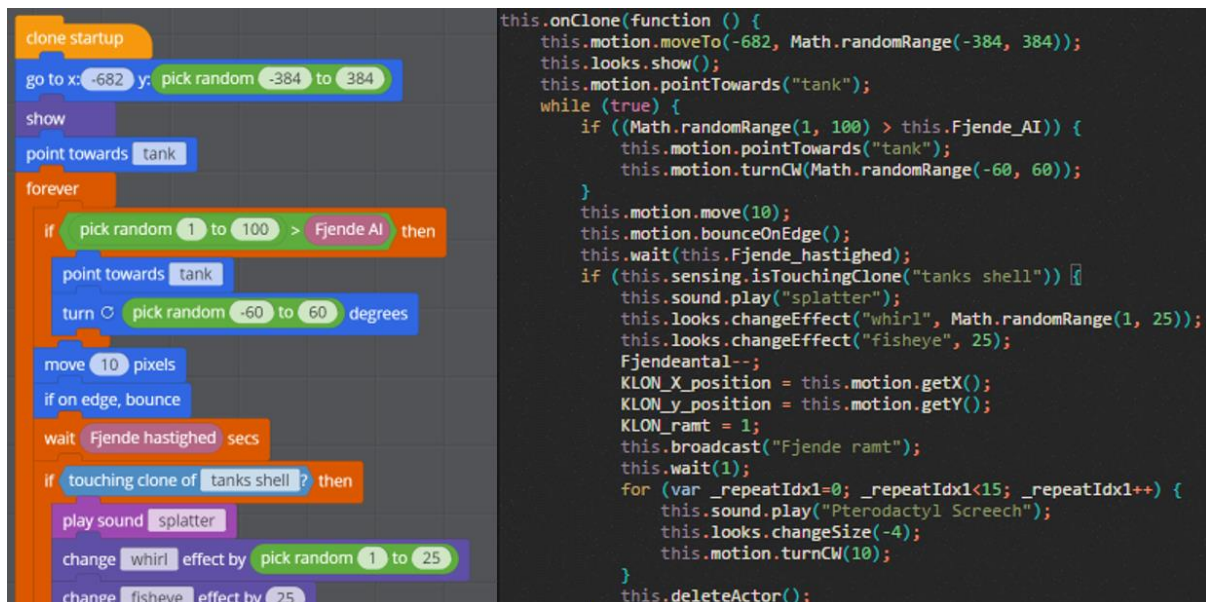 clone startup
go to x: -682 y: pick random -384 to 384
show
point towards tank
forever
if pick random 1 to 100 > Fjende AI then
point towards tank
turn ↻ pick random -60 to 60 degrees
move 10 pixels
if on edge, bounce
wait Fjende hastighed secs
if touching clone of tanks shell ? then
play sound splatter
change whirl effect by pick random 1 to 25
change fisheye effect by 25
this.onClone(function () {
this.motion.moveTo(-682, Math.randomRange(-384, 384));
this.looks.show();
this.motion.pointTowards("tank");
while (true) {
if ((Math.randomRange(1, 100) > this.Fjende_AI)) {
this.motion.pointTowards("tank");
this.motion.turnCW(Math.randomRange(-60, 60));
}
this.motion.move(10);
this.motion.bounceOnEdge();
this.wait(this.Fjende_hastighed);
if (this.sensing.isTouchingClone("tanks shell")) {
this.sound.play("splatter");
this.looks.changeEffect("whirl", Math.randomRange(1, 25));
this.looks.changeEffect("fisheye", 25);
Fjendeantal--;
KLON_X_position = this.motion.getX();
KLON_y_position = this.motion.getY();
KLON_ramt = 1;
this.broadcast("Fjende ramt");
this.wait(1);
for (var _repeatIdx1=0; _repeatIdx1<15; _repeatIdx1++) {
this.sound.play("Pterodactyl Screech");
this.looks.changeSize(-4);
this.motion.turnCW(10);
}
this.deleteActor();